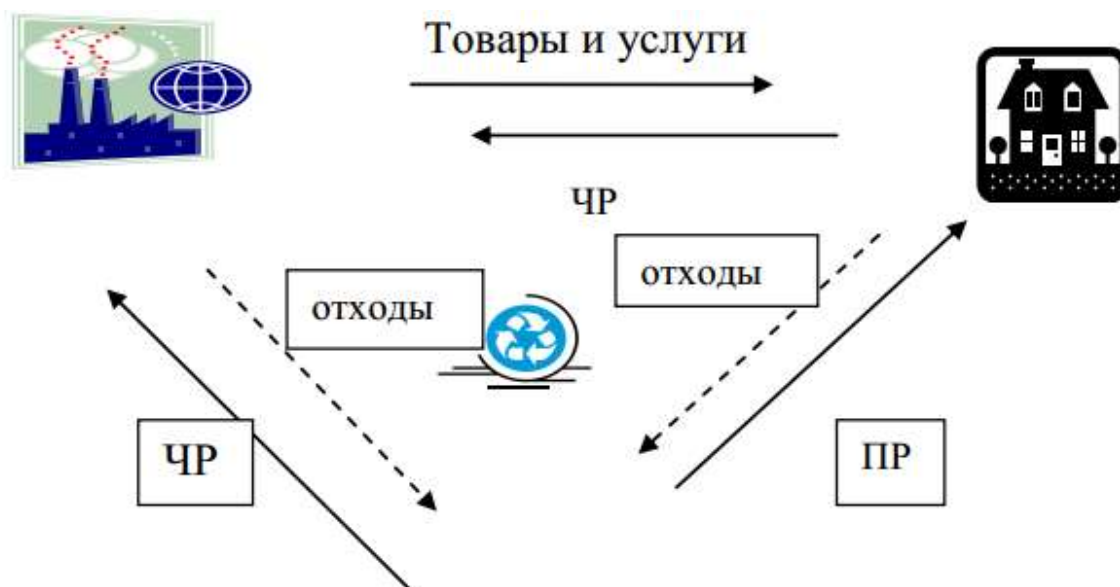 Товары и услуги
ЧР
отходы
отходы
ЧР
ПР